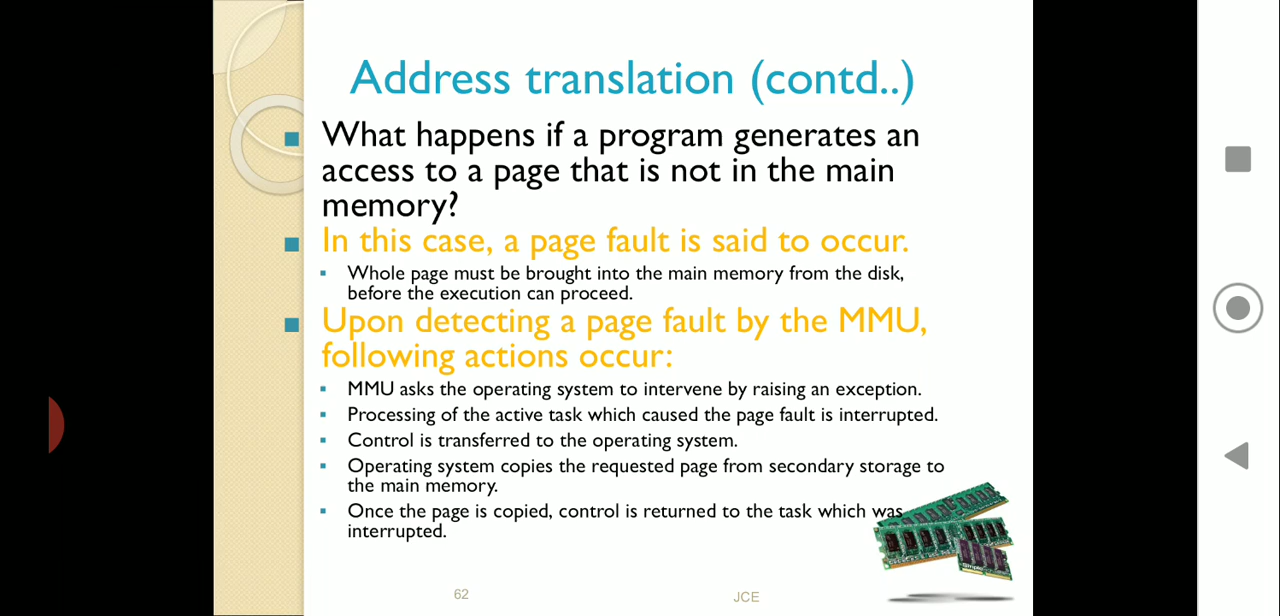 Address translation (contd..)
What happens if a program generates an
access to a page that is not in the main
memory?
In this case, a page fault is said to occur.
Whole page must be brought into the main memory from the disk,
before the execution can proceed.
Upon detecting a page fault by the MMU,
following actions occur:
MMU asks the operating system to intervene by raising an exception.
Processing of the active task which caused the page fault is interrupted.
Control is transferred to the operating system.
Operating system copies the requested page from secondary storage to
the main memory.
Once the page is copied, control is returned to the task which was
interrupted.
62
JCE